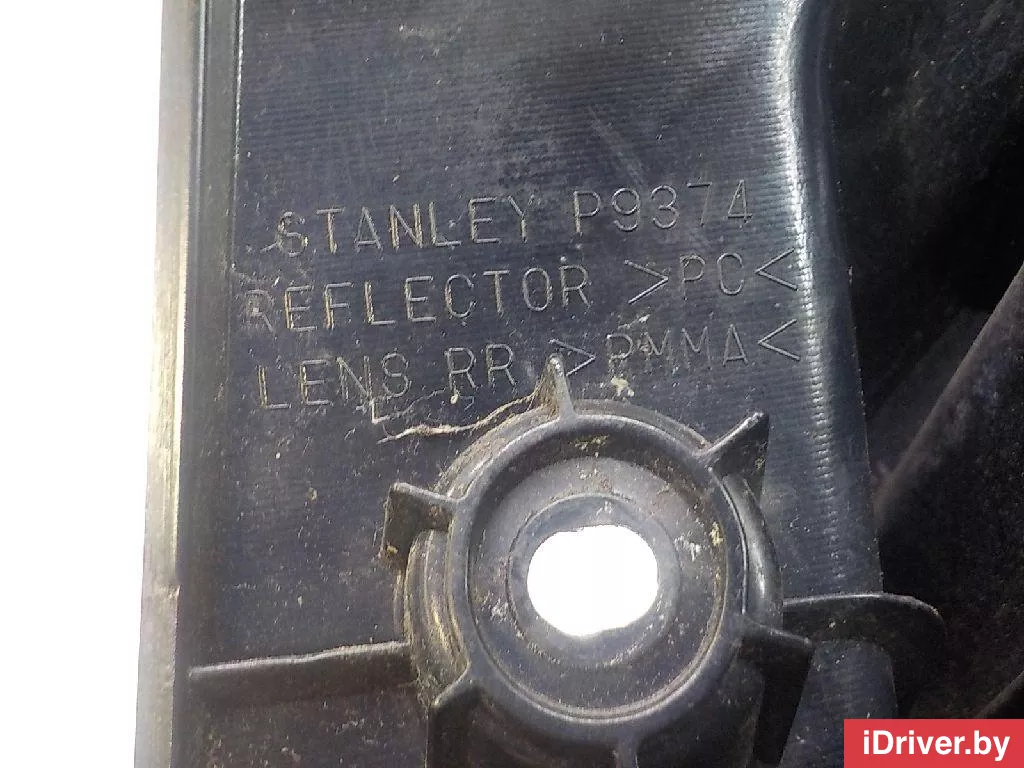 STANLEY P9374
REFLECTOR >PC<
LENS RR >PMMA<
iDriver.by